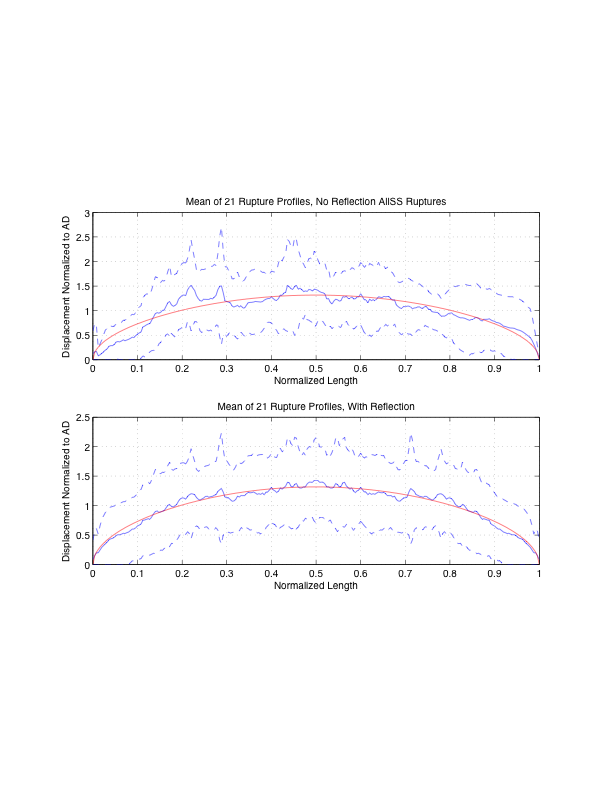 Mean of 21 Rupture Profiles, No Reflection AllSS Ruptures
Displacement Normalized to AD
3
2.5
2
1.5
1
0.5
0
0 0.1 0.2 0.3 0.4 0.5 0.6 0.7 0.8 0.9 1
Normalized Length
Mean of 21 Rupture Profiles, With Reflection
Displacement Normalized to AD
2.5
2
1.5
1
0.5
0
0 0.1 0.2 0.3 0.4 0.5 0.6 0.7 0.8 0.9 1
Normalized Length